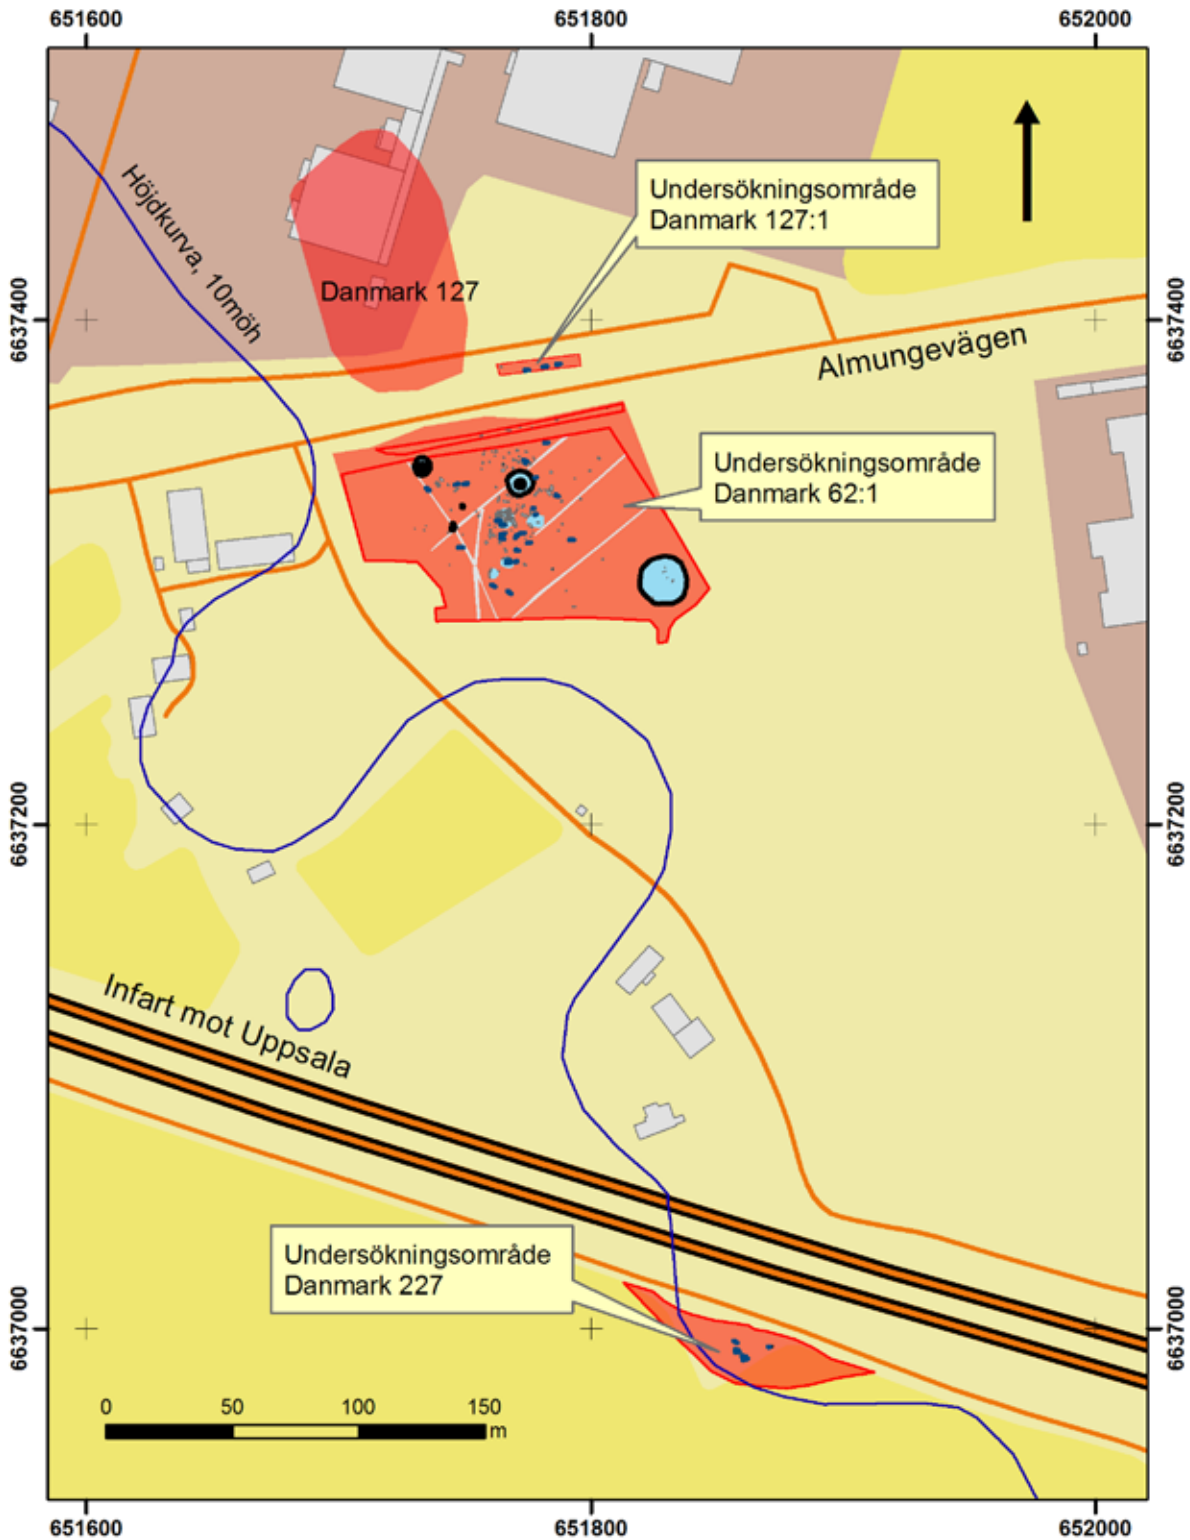 651600
651800
652000
Undersökningsområde
Danmark 127:1
Höjdkurva, 10möh
Danmark 127
6637400
6637400
Almungevägen
Undersökningsområde
Danmark 62:1
6637200
6637200
Infart mot Uppsala
Undersökningsområde
Danmark 227
6637000
6637000
0 50 100 150
m
651600
651800
652000